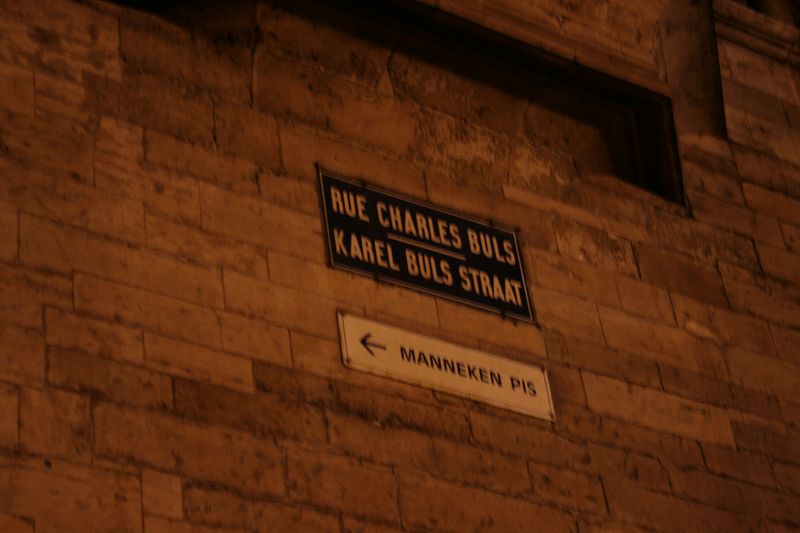 RUE CHARLES BULS
KAREL BULS STRAAT
← MANNEKEN PIS